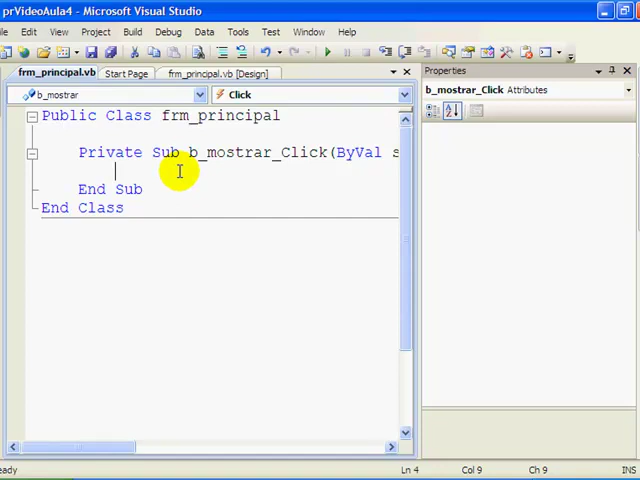 prVideoAula4 - Microsoft Visual Studio
Edit View Project Build Debug Data Tools Test Window Help
frm_principal.vb Start Page frm_principal.vb [Design]
b_mostrar Click
Public Class frm_principal
Private Sub b_mostrar_Click(ByVal s
End Sub
End Class
Properties
b_mostrar_Click Attributes
eady Ln 4 Col 9 Ch 9 INS